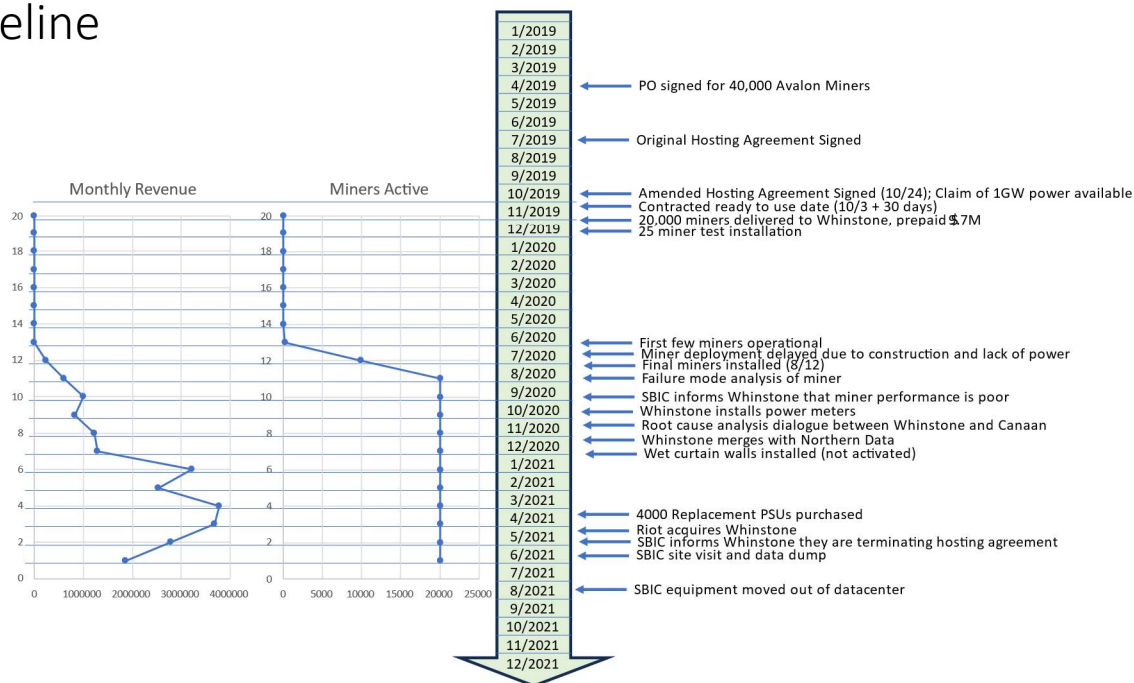 eline
Monthly Revenue
20
18
16
14
12
10
8
6
4
2
0
0 1000000 2000000 3000000 4000000
Miners Active
20
18
16
14
12
10
8
6
4
2
0
0 5000 10000 15000 20000 25000
1/2019
2/2019
3/2019
4/2019
5/2019
6/2019
7/2019
8/2019
9/2019
10/2019
11/2019
12/2019
1/2020
2/2020
3/2020
4/2020
5/2020
6/2020
7/2020
8/2020
9/2020
10/2020
11/2020
12/2020
1/2021
2/2021
3/2021
4/2021
5/2021
6/2021
7/2021
8/2021
9/2021
10/2021
11/2021
12/2021
PO signed for 40,000 Avalon Miners
Original Hosting Agreement Signed
Amended Hosting Agreement Signed (10/24); Claim of 1GW power available
Contracted ready to use date (10/3 + 30 days)
20,000 miners delivered to Whinstone, prepaid
25 miner test installation
First few miners operational
Miner deployment delayed due to construction and lack of power
Final miners installed (8/12)
Failure mode analysis of miner
SBIC informs Whinstone that miner performance is poor
Whinstone installs power meters
Root cause analysis dialogue between Whinstone and Canaan
Whinstone merges with Northern Data
Wet curtain walls installed (not activated)
4000 Replacement PSUs purchased
Riot acquires Whinstone
SBIC informs Whinstone they are terminating hosting agreement
SBIC site visit and data dump
SBIC equipment moved out of datacenter